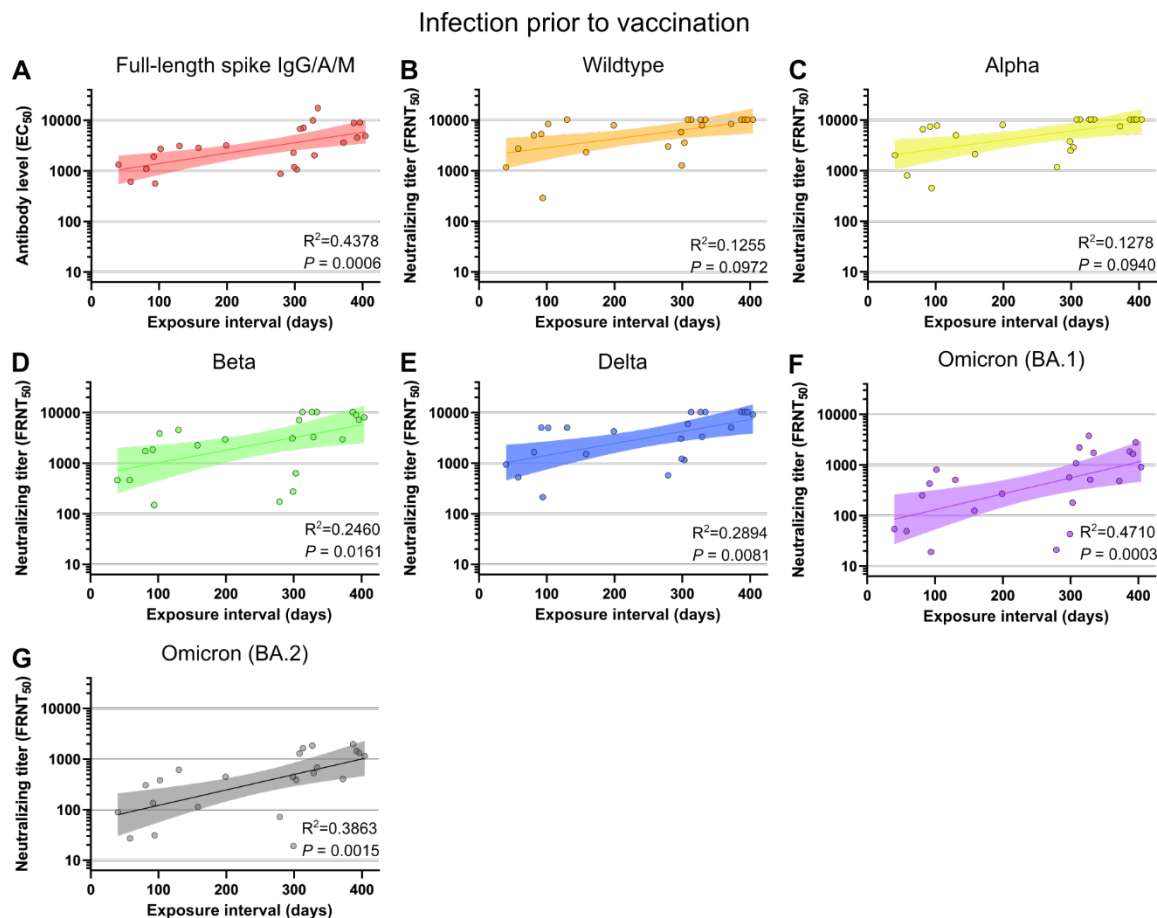 Infection prior to vaccination
A
Full-length spike IgG/A/M
Antibody level (EC50)
10000
1000
100
10
R2=0.4378
P = 0.0006
0 100 200 300 400
Exposure interval (days)
B
Wildtype
Neutralizing titer (FRNT50)
10000
1000
100
10
R2=0.1255
P = 0.0972
0 100 200 300 400
Exposure interval (days)
C
Alpha
Neutralizing titer (FRNT50)
10000
1000
100
10
R2=0.1278
P = 0.0940
0 100 200 300 400
Exposure interval (days)
D
Beta
Neutralizing titer (FRNT50)
10000
1000
100
10
R2=0.2460
P = 0.0161
0 100 200 300 400
Exposure interval (days)
E
Delta
Neutralizing titer (FRNT50)
10000
1000
100
10
R2=0.2894
P = 0.0081
0 100 200 300 400
Exposure interval (days)
F
Omicron (BA.1)
Neutralizing titer (FRNT50)
10000
1000
100
10
R2=0.4710
P = 0.0003
0 100 200 300 400
Exposure interval (days)
G
Omicron (BA.2)
Neutralizing titer (FRNT50)
10000
1000
100
10
R2=0.3863
P = 0.0015
0 100 200 300 400
Exposure interval (days)